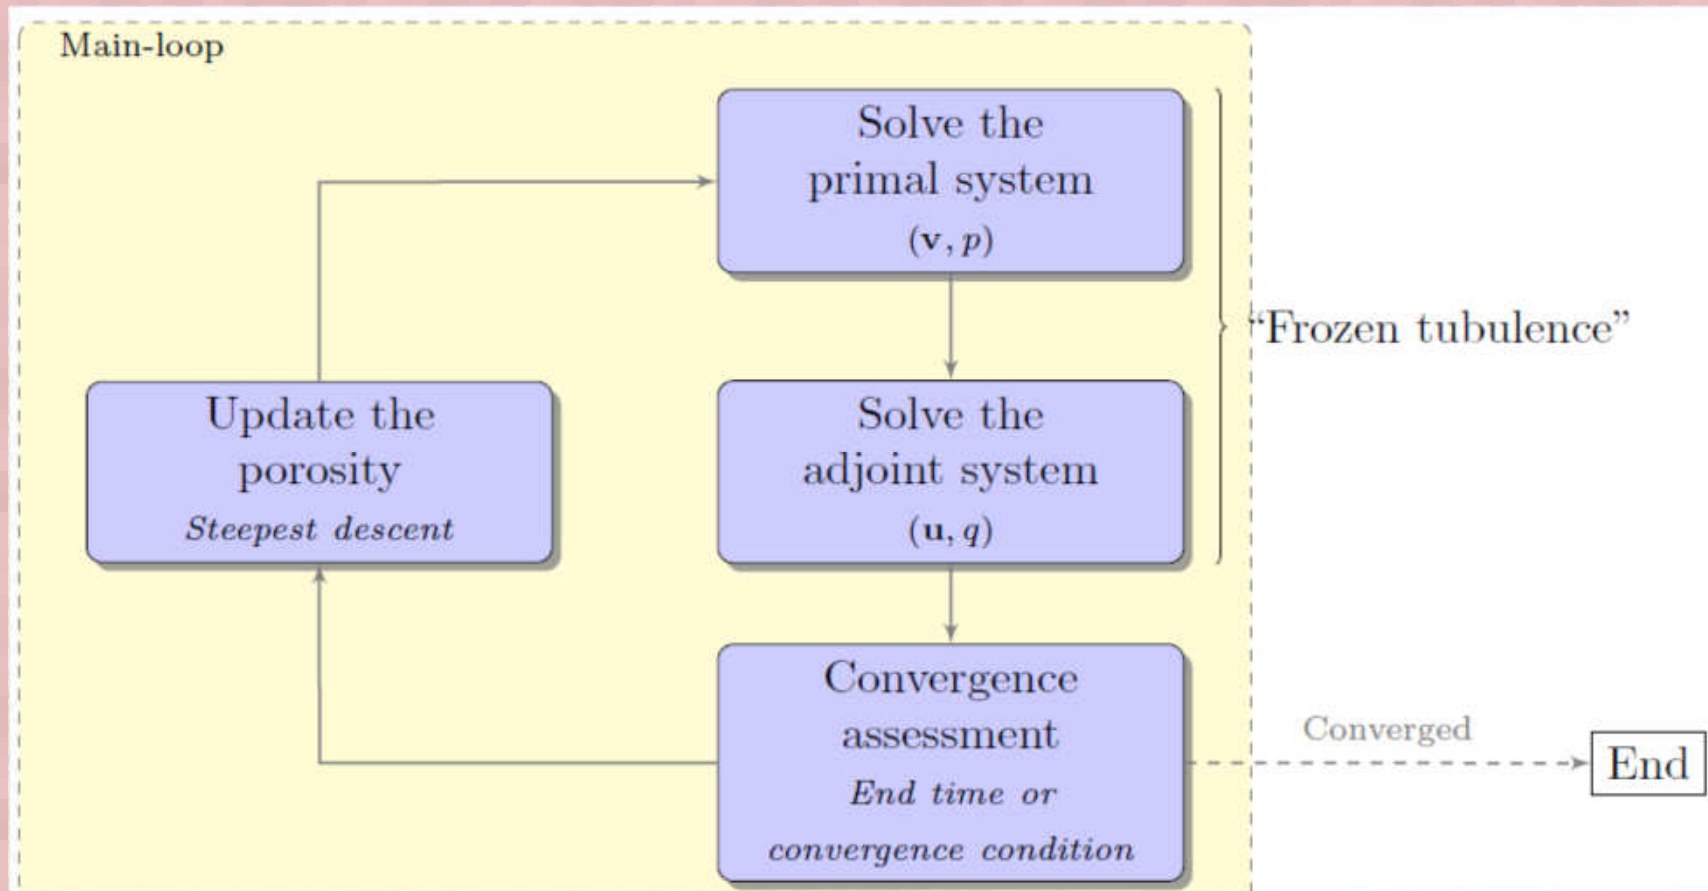 Main-loop
Solve the
primal system
(v, p)
"Frozen tubulence"
Update the
porosity
Steepest descent
Solve the
adjoint system
(u, q)
Convergence
assessment
End time or
convergence condition
Converged
End